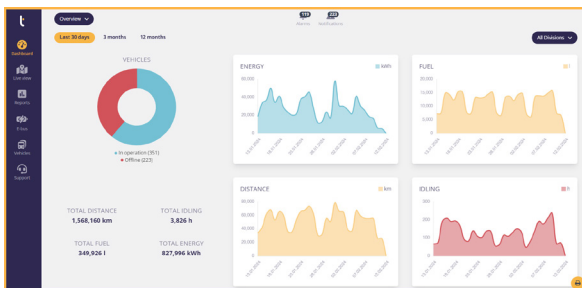 t
Overview
117
223
Alarms
Notifications
Last 30 days
3 months
12 months
All Divisions
Dashboard
Live view
Reports
E-bus
Vehicles
Support
VEHICLES
In operation (351)
Offline (223)
TOTAL DISTANCE
1,568,160 km
TOTAL IDLING
3,826 h
TOTAL FUEL
349,926 l
TOTAL ENERGY
827,996 kWh
ENERGY
kWh
60,000
40,000
20,000
0
FUEL
l
20,000
15,000
10,000
5,000
0
DISTANCE
km
80,000
60,000
40,000
20,000
0
IDLING
h
300
200
100
0